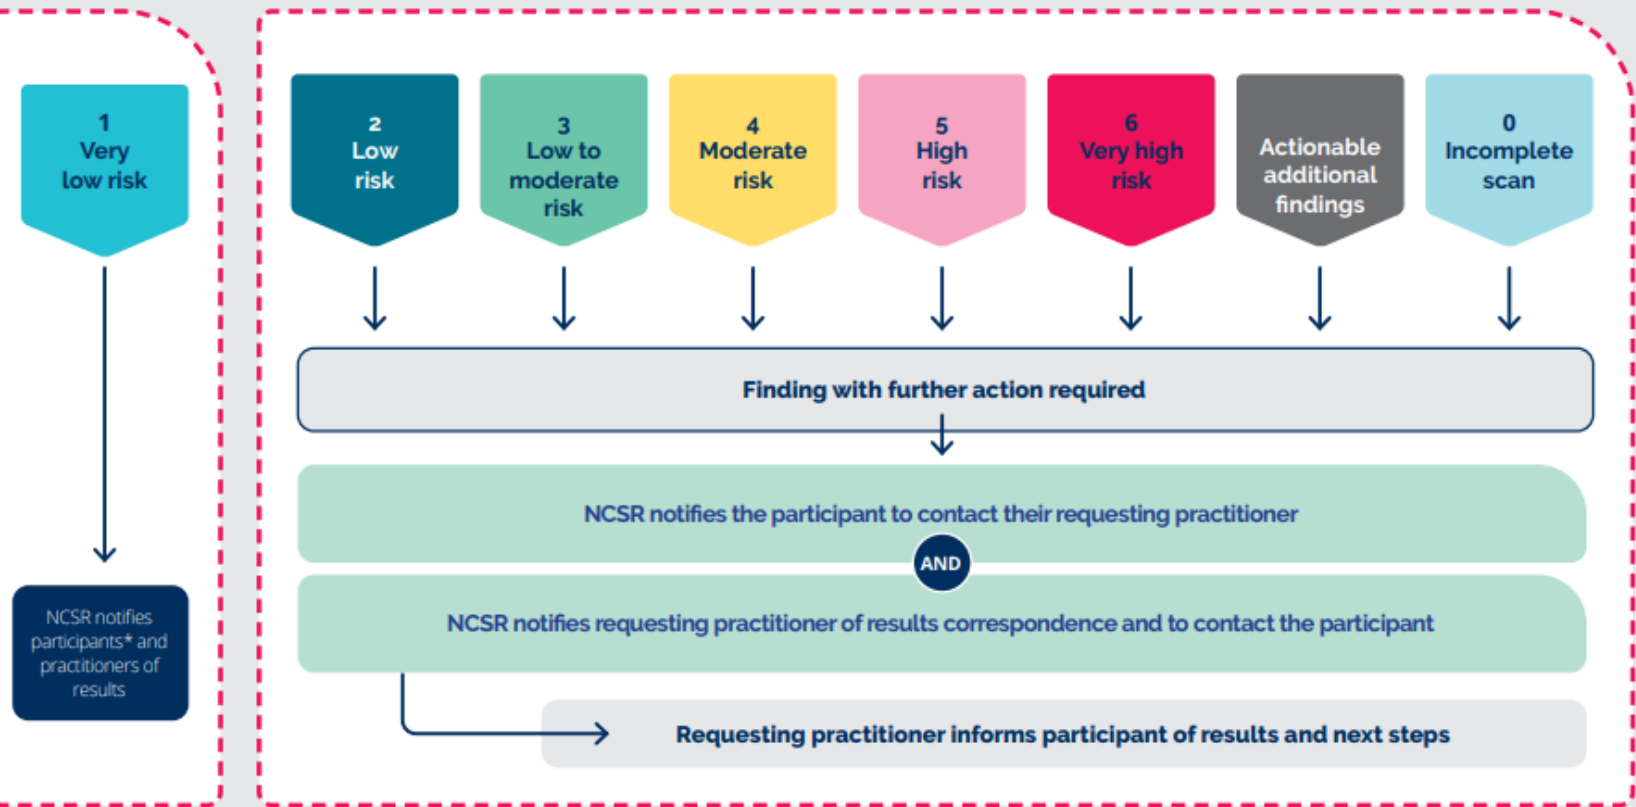 1
Very
low risk
NCSR notifies
participants* and
practitioners of
results
2
Low
risk
3
Low to
moderate
risk
4
Moderate
risk
5
High
risk
6
Very high
risk
Actionable
additional
findings
0
Incomplete
scan
Finding with further action required
NCSR notifies the participant to contact their requesting practitioner
AND
NCSR notifies requesting practitioner of results correspondence and to contact the participant
Requesting practitioner informs participant of results and next steps